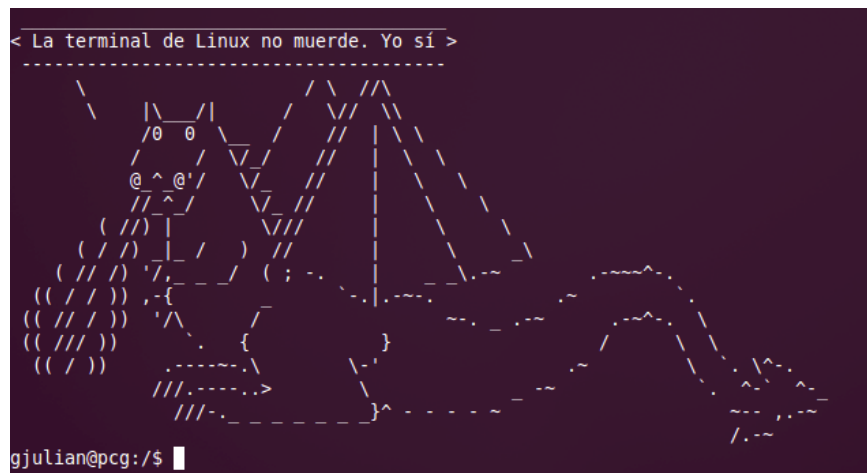 < La terminal de Linux no muerde. Yo sí >
gjulian@pcg:/$